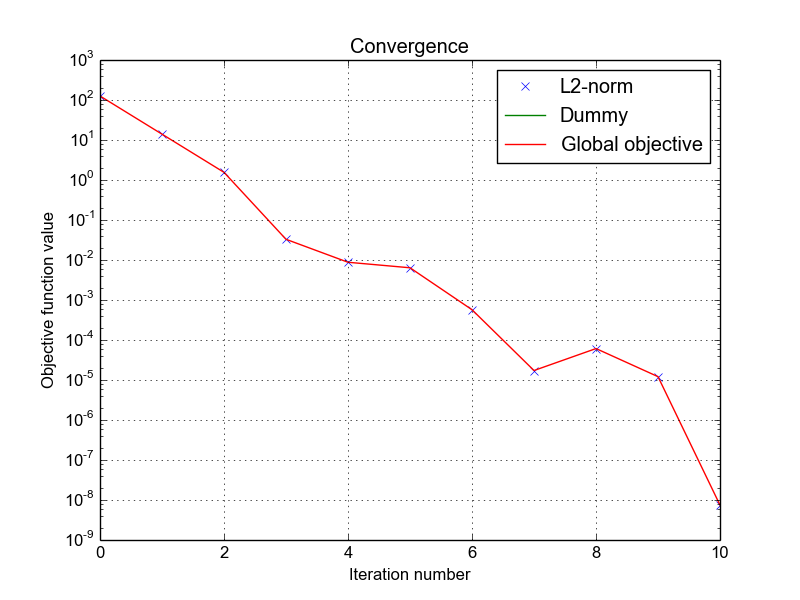 Convergence
10^3
10^2
10^1
10^0
10^-1
10^-2
10^-3
10^-4
10^-5
10^-6
10^-7
10^-8
10^-9
Objective function value
L2-norm
Dummy
Global objective
0 2 4 6 8 10
Iteration number